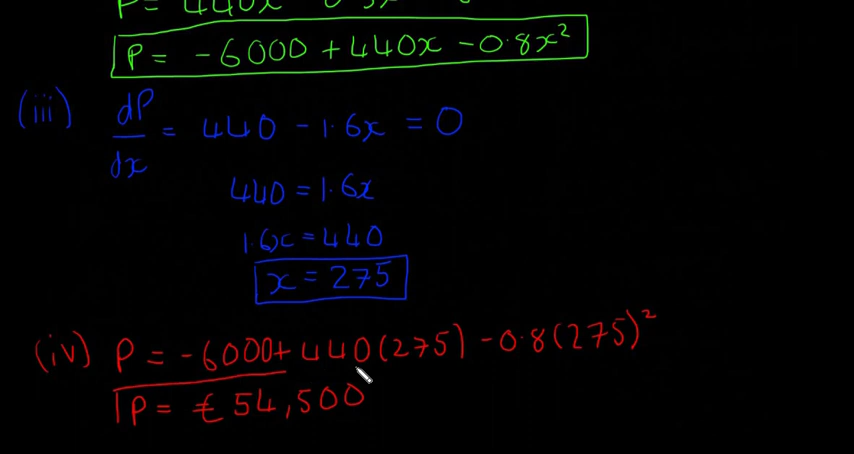 P = 440x
P = -6000 + 440x - 0.8x²
(iii) dP/dx = 440 - 1.6x = 0
440 = 1.6x
1.6x = 440
x = 275
(iv) P = -6000 + 440(275) - 0.8(275)²
P = €54,500